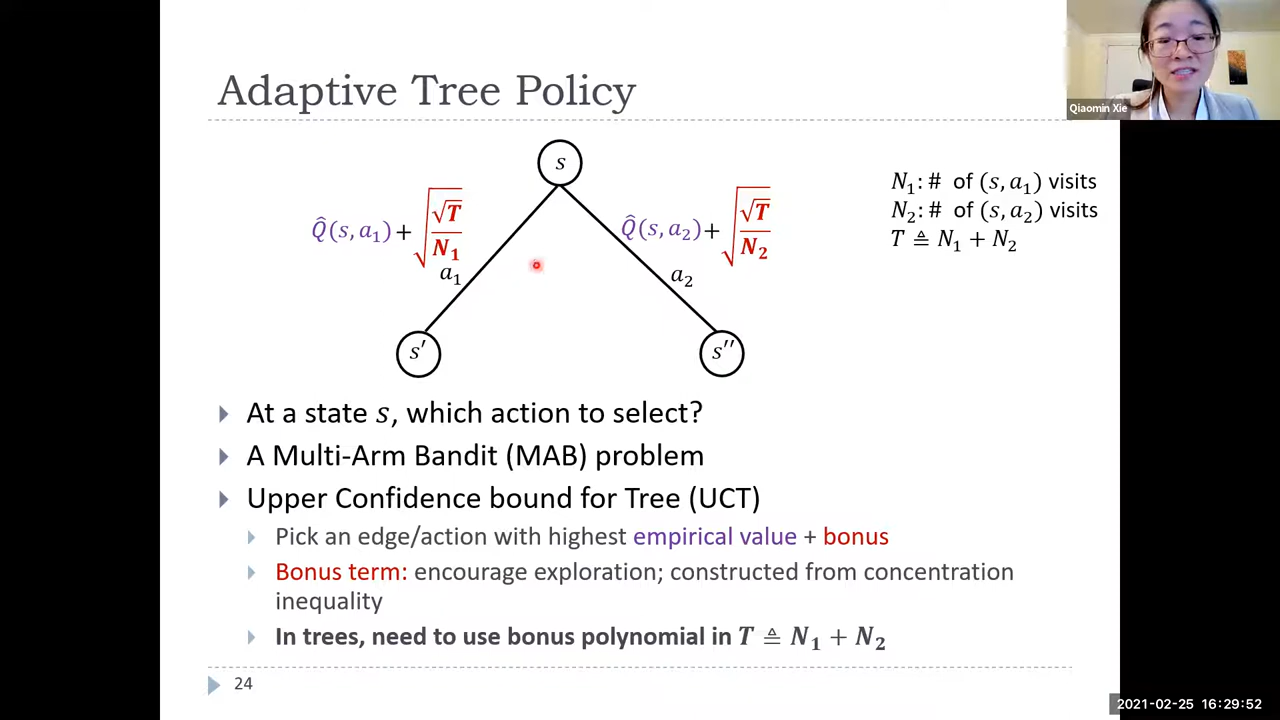 Adaptive Tree Policy
Qiaomin Xie
s
N₁: # of (s, a₁) visits
N₂: # of (s, a₂) visits
T ≜ N₁ + N₂
Q̂(s, a₁) + √(√T / N₁)
Q̂(s, a₂) + √(√T / N₂)
a₁
a₂
s′
s′′
At a state s, which action to select?
A Multi-Arm Bandit (MAB) problem
Upper Confidence bound for Tree (UCT)
Pick an edge/action with highest empirical value + bonus
Bonus term: encourage exploration; constructed from concentration
inequality
In trees, need to use bonus polynomial in T ≜ N₁ + N₂
24
2021-02-25 16:29:52